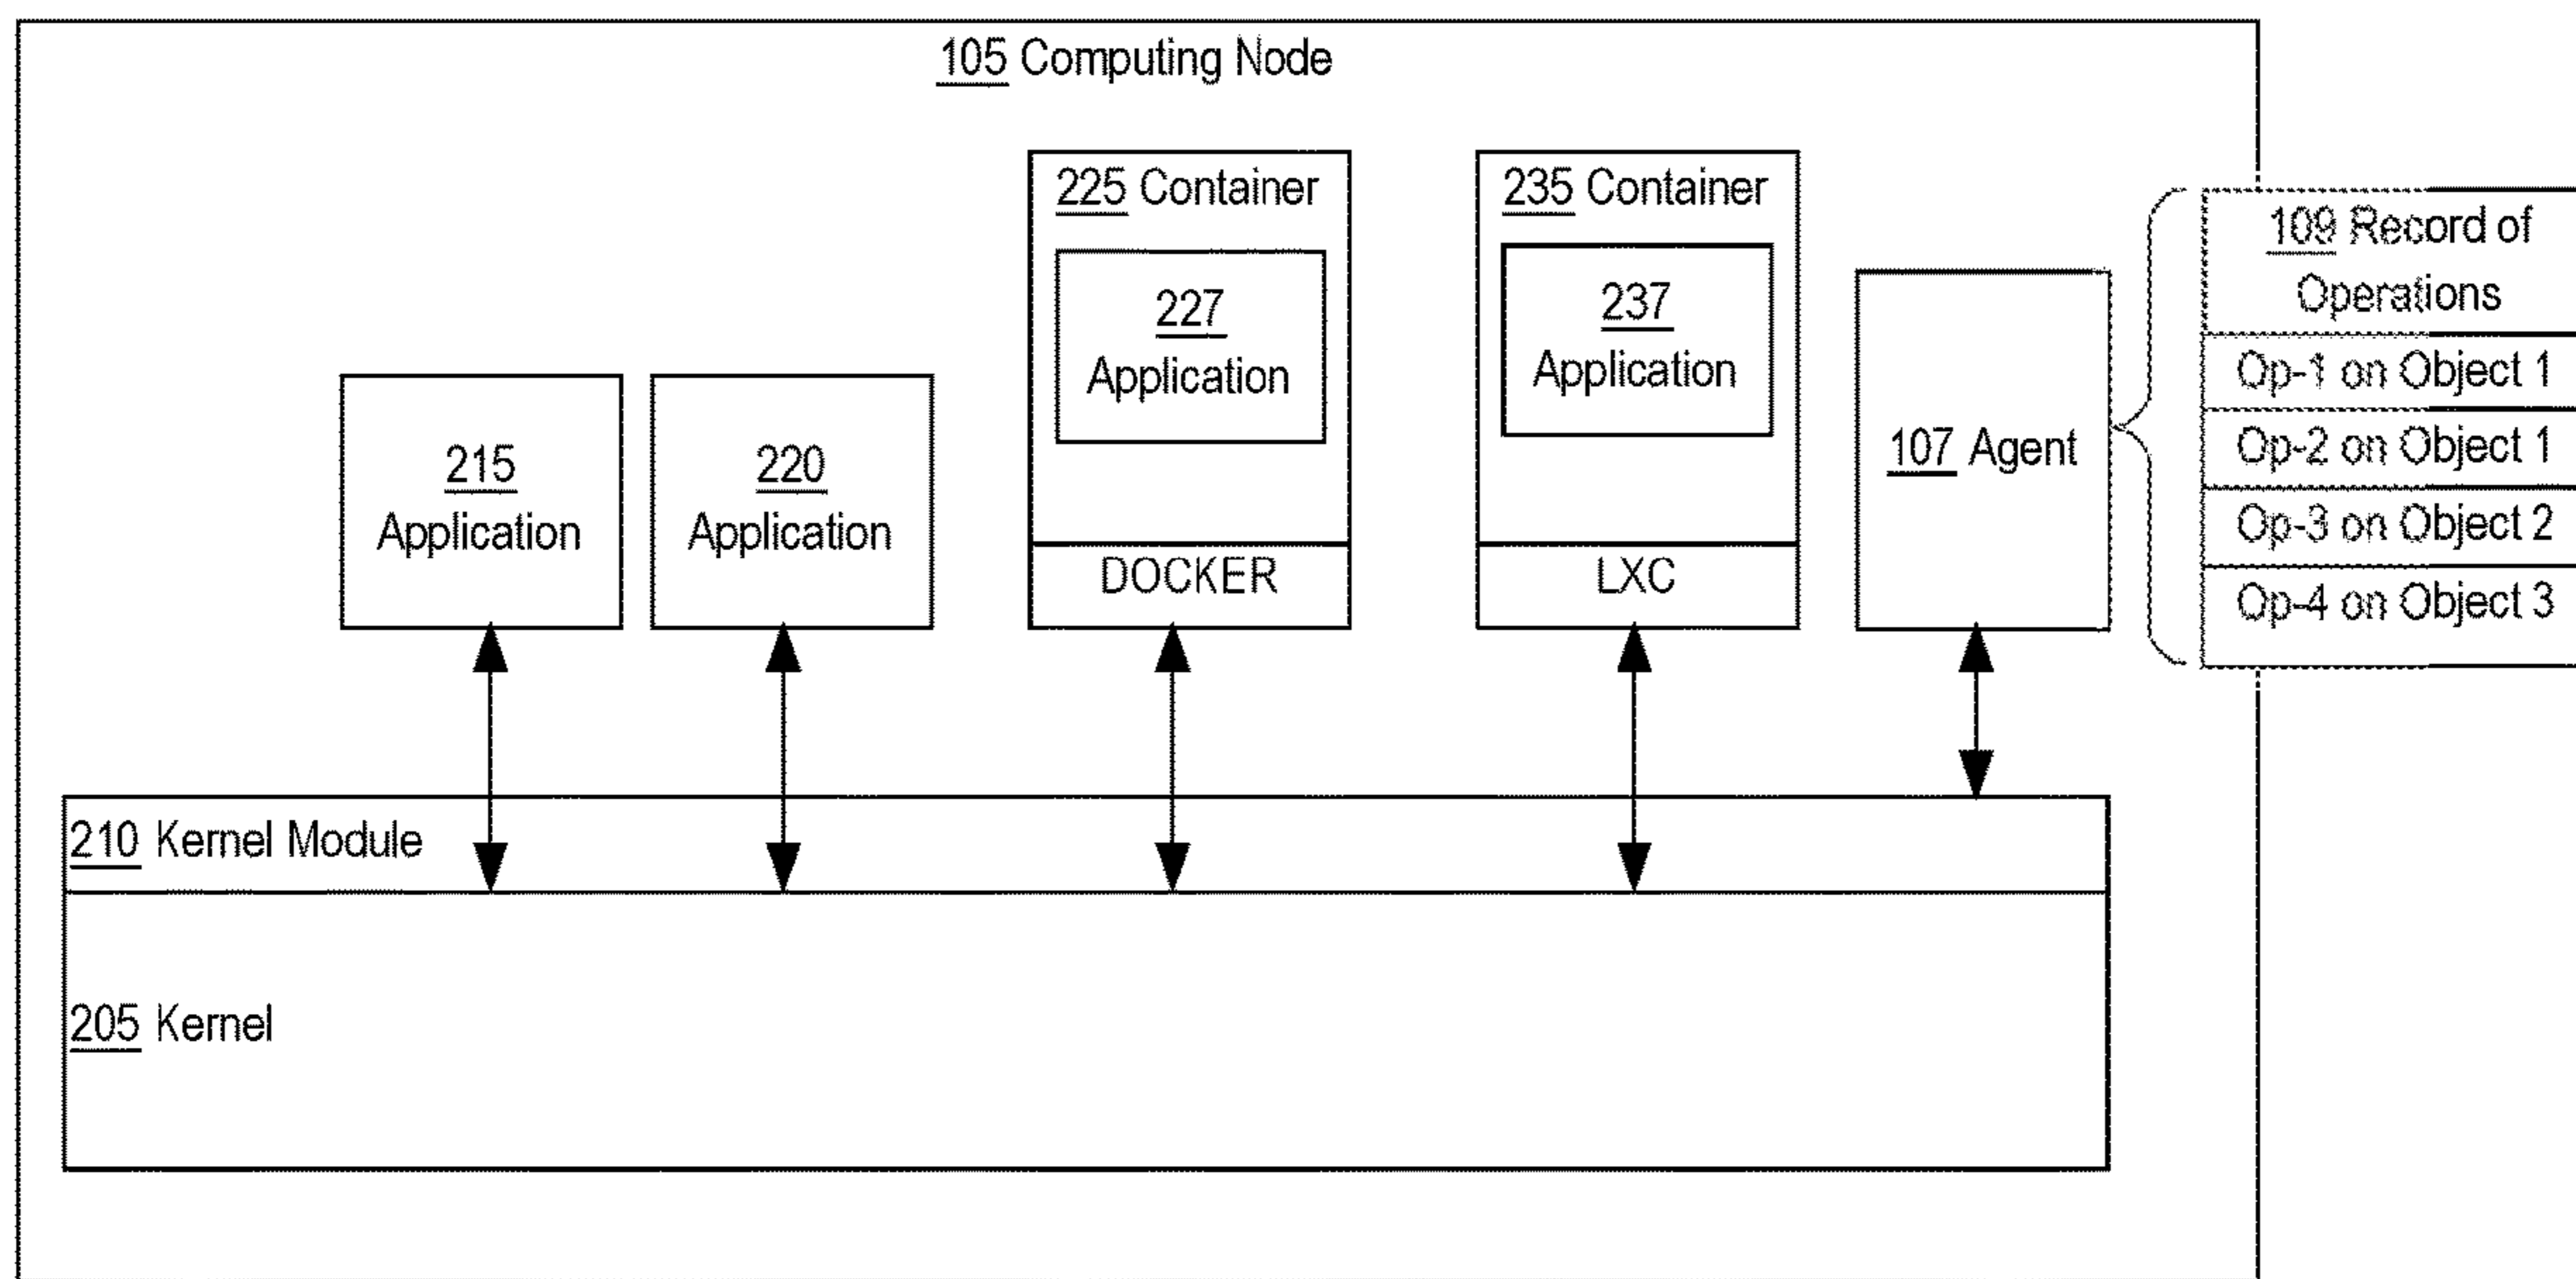 105 Computing Node
225 Container
227
Application
DOCKER
235 Container
237
Application
LXC
215
Application
220
Application
107 Agent
109 Record of
Operations
Op-1 on Object 1
Op-2 on Object 1
Op-3 on Object 2
Op-4 on Object 3
210 Kernel Module
205 Kernel